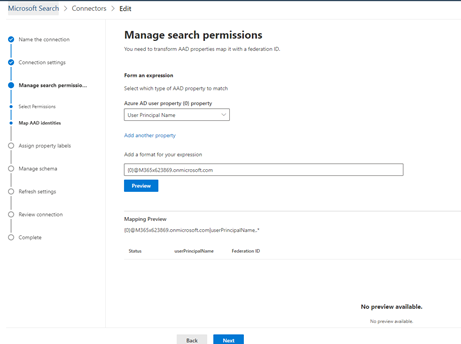 Microsoft Search > Connectors > Edit
Manage search permissions
You need to transform AAD properties map it with a federation ID.
Name the connection
Connection settings
Manage search permissio...
Select Permissions
Map AAD Identities
Assign property labels
Manage schema
Refresh settings
Review connection
Complete
Form an expression
Select which type of AAD property to match
Azure AD user property {0} property
User Principal Name
Add another property
Add a format for your expression
{0}@M365x623869.onmicrosoft.com
Preview
Mapping Preview
{0}@M365x623869.onmicrosoft.com|userPrincipalName,.*
Status userPrincipalName Federation ID
No preview available.
No preview available.
Back Next